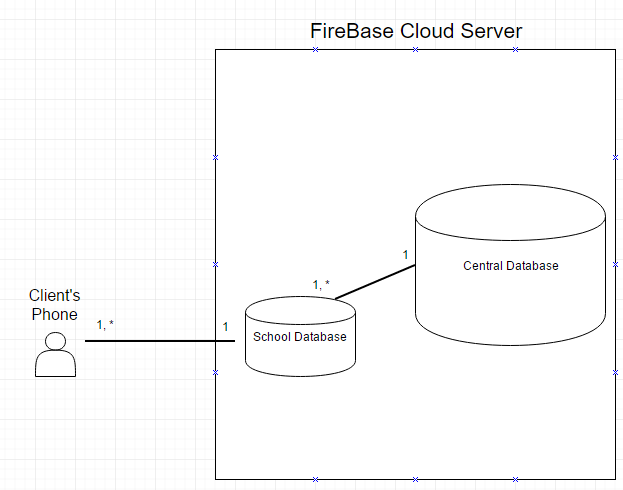 FireBase Cloud Server
1
Central Database
1, *
Client's
Phone
1, *
1
School Database